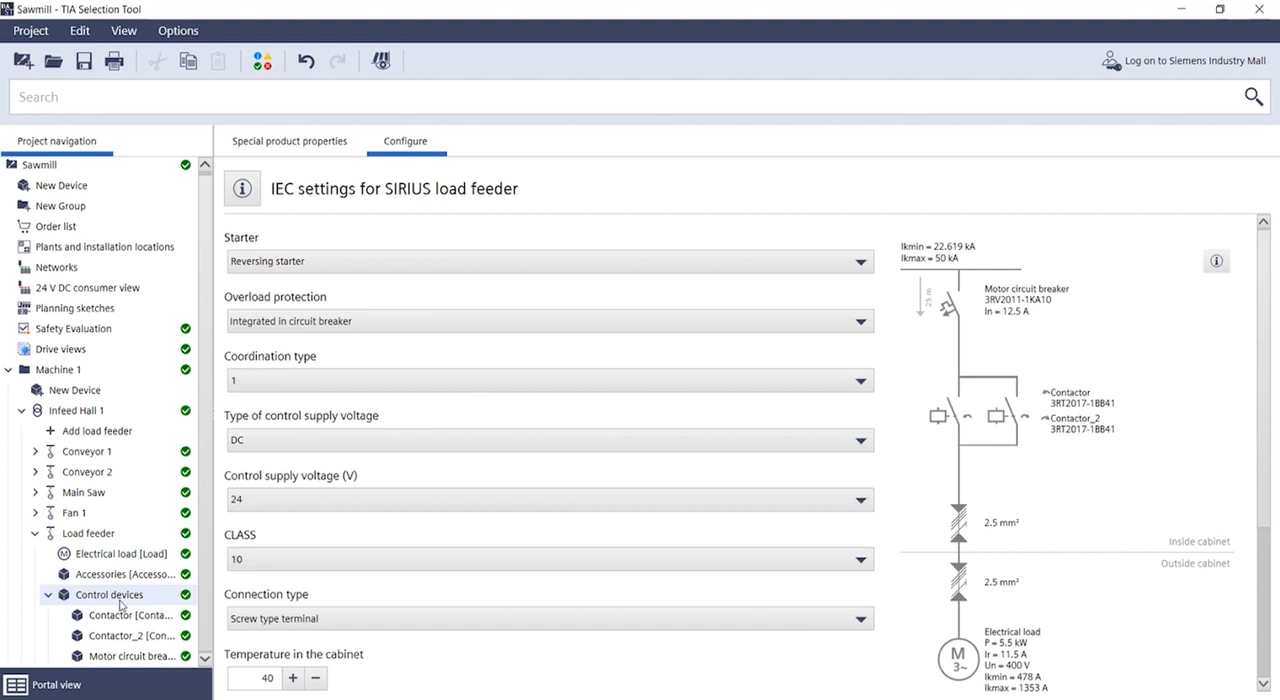 Sawmill - TIA Selection Tool
Project Edit View Options
Log on to Siemens Industry Mall
Search
Project navigation
Special product properties
Configure
Sawmill
New Device
New Group
Order list
Plants and installation locations
Networks
24 V DC consumer view
Planning sketches
Safety Evaluation
Drive views
Machine 1
New Device
Infeed Hall 1
Add load feeder
Conveyor 1
Conveyor 2
Main Saw
Fan 1
Load feeder
Electrical load [Load]
Accessories [Accesso...
Control devices
Contactor [Conta...
Contactor_2 [Con...
Motor circuit brea...
Portal view
IEC settings for SIRIUS load feeder
Starter
Reversing starter
Overload protection
Integrated in circuit breaker
Coordination type
1
Type of control supply voltage
DC
Control supply voltage (V)
24
CLASS
10
Connection type
Screw type terminal
Temperature in the cabinet
40 + −
Ikmin = 22.619 kA
Ikmax = 50 kA
25 m
Motor circuit breaker
3RV2011-1KA10
In = 12.5 A
Contactor
3RT2017-1BB41
Contactor_2
3RT2017-1BB41
2.5 mm²
Inside cabinet
Outside cabinet
2.5 mm²
M
3~
Electrical load
P = 5.5 kW
Ir = 11.5 A
Un = 400 V
Ikmin = 478 A
Ikmax = 1353 A